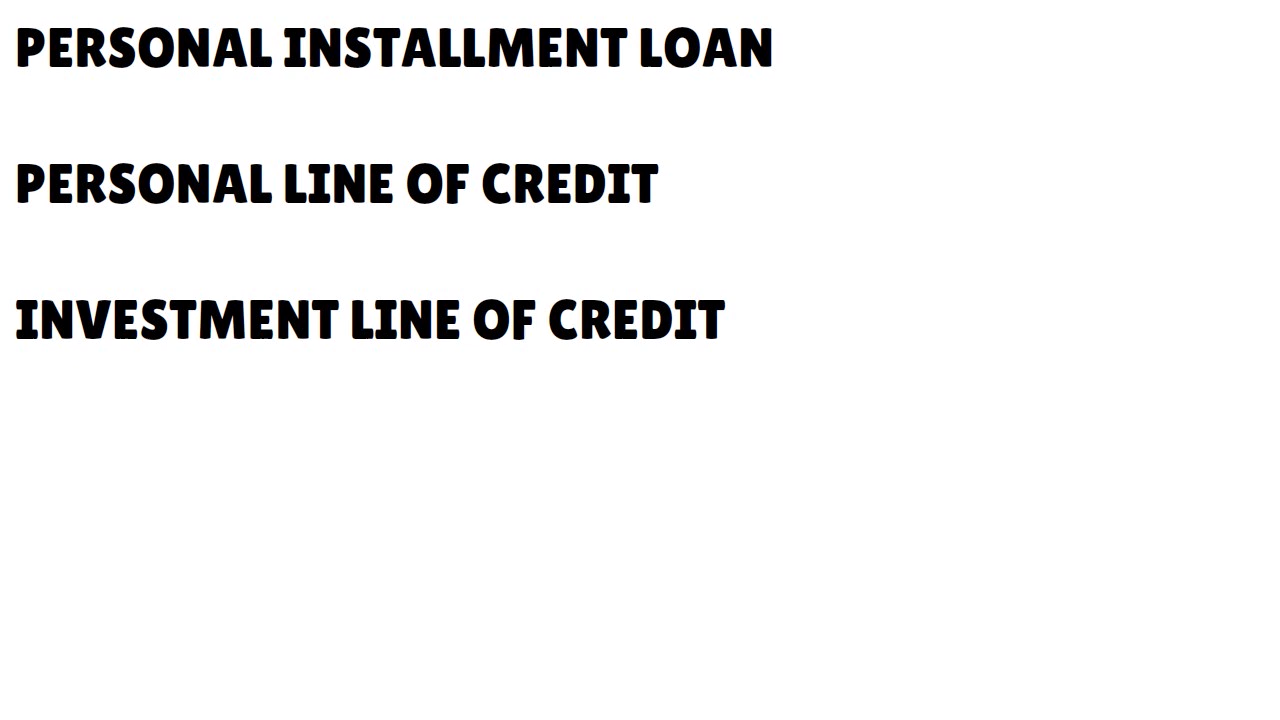 PERSONAL INSTALLMENT LOAN
PERSONAL LINE OF CREDIT
INVESTMENT LINE OF CREDIT